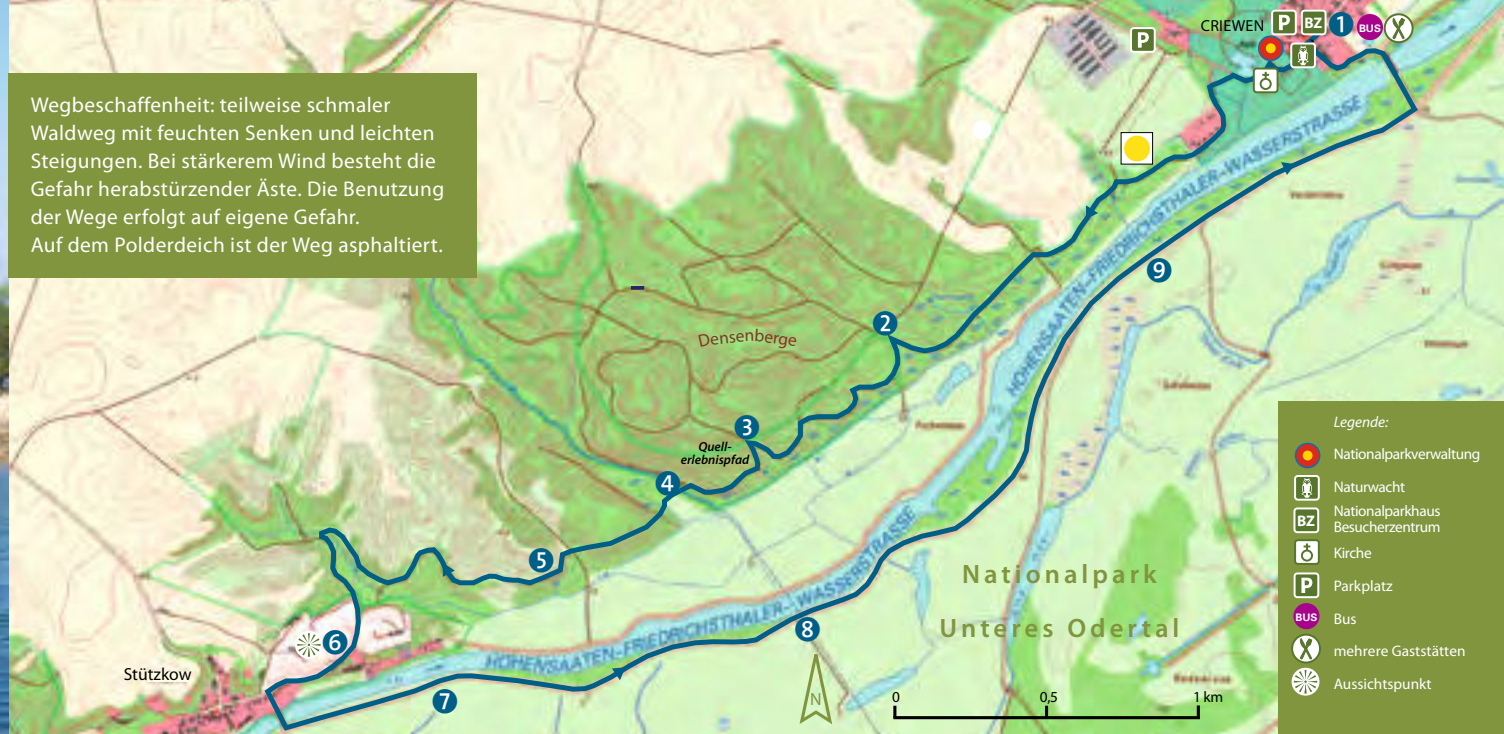 Wegbeschaffenheit: teilweise schmaler
Waldweg mit feuchten Senken und leichten
Steigungen. Bei stärkerem Wind besteht die
Gefahr herabstürzender Äste. Die Benutzung
der Wege erfolgt auf eigene Gefahr.
Auf dem Polderdeich ist der Weg asphaltiert.
CRIEWEN P BZ 1 BUS
P
HOHENSAATEN-FRIEDRICHSTHALER-WASSERSTRASSE
9
2
Densenberge
3
Quell-
erlebnispfad
4
5
6
Stützkow
7
8
HOHENSAATEN-FRIEDRICHSTHALER-WASSERSTRASSE
Nationalpark
Unteres Odertal
N
0 0,5 1 km
Legende:
Nationalparkverwaltung
Naturwacht
BZ Nationalparkhaus
Besucherzentrum
Kirche
P Parkplatz
BUS Bus
mehrere Gaststätten
Aussichtspunkt